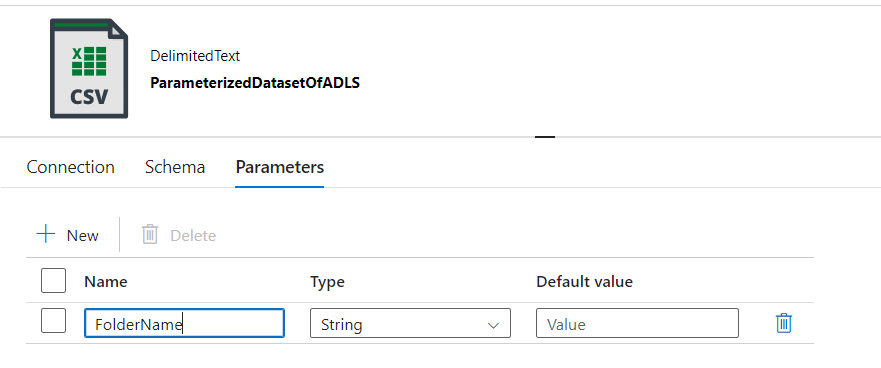 DelimitedText
ParameterizedDatasetOfADLS
X
CSV
Connection Schema Parameters
New Delete
Name Type Default value
FolderName String Value